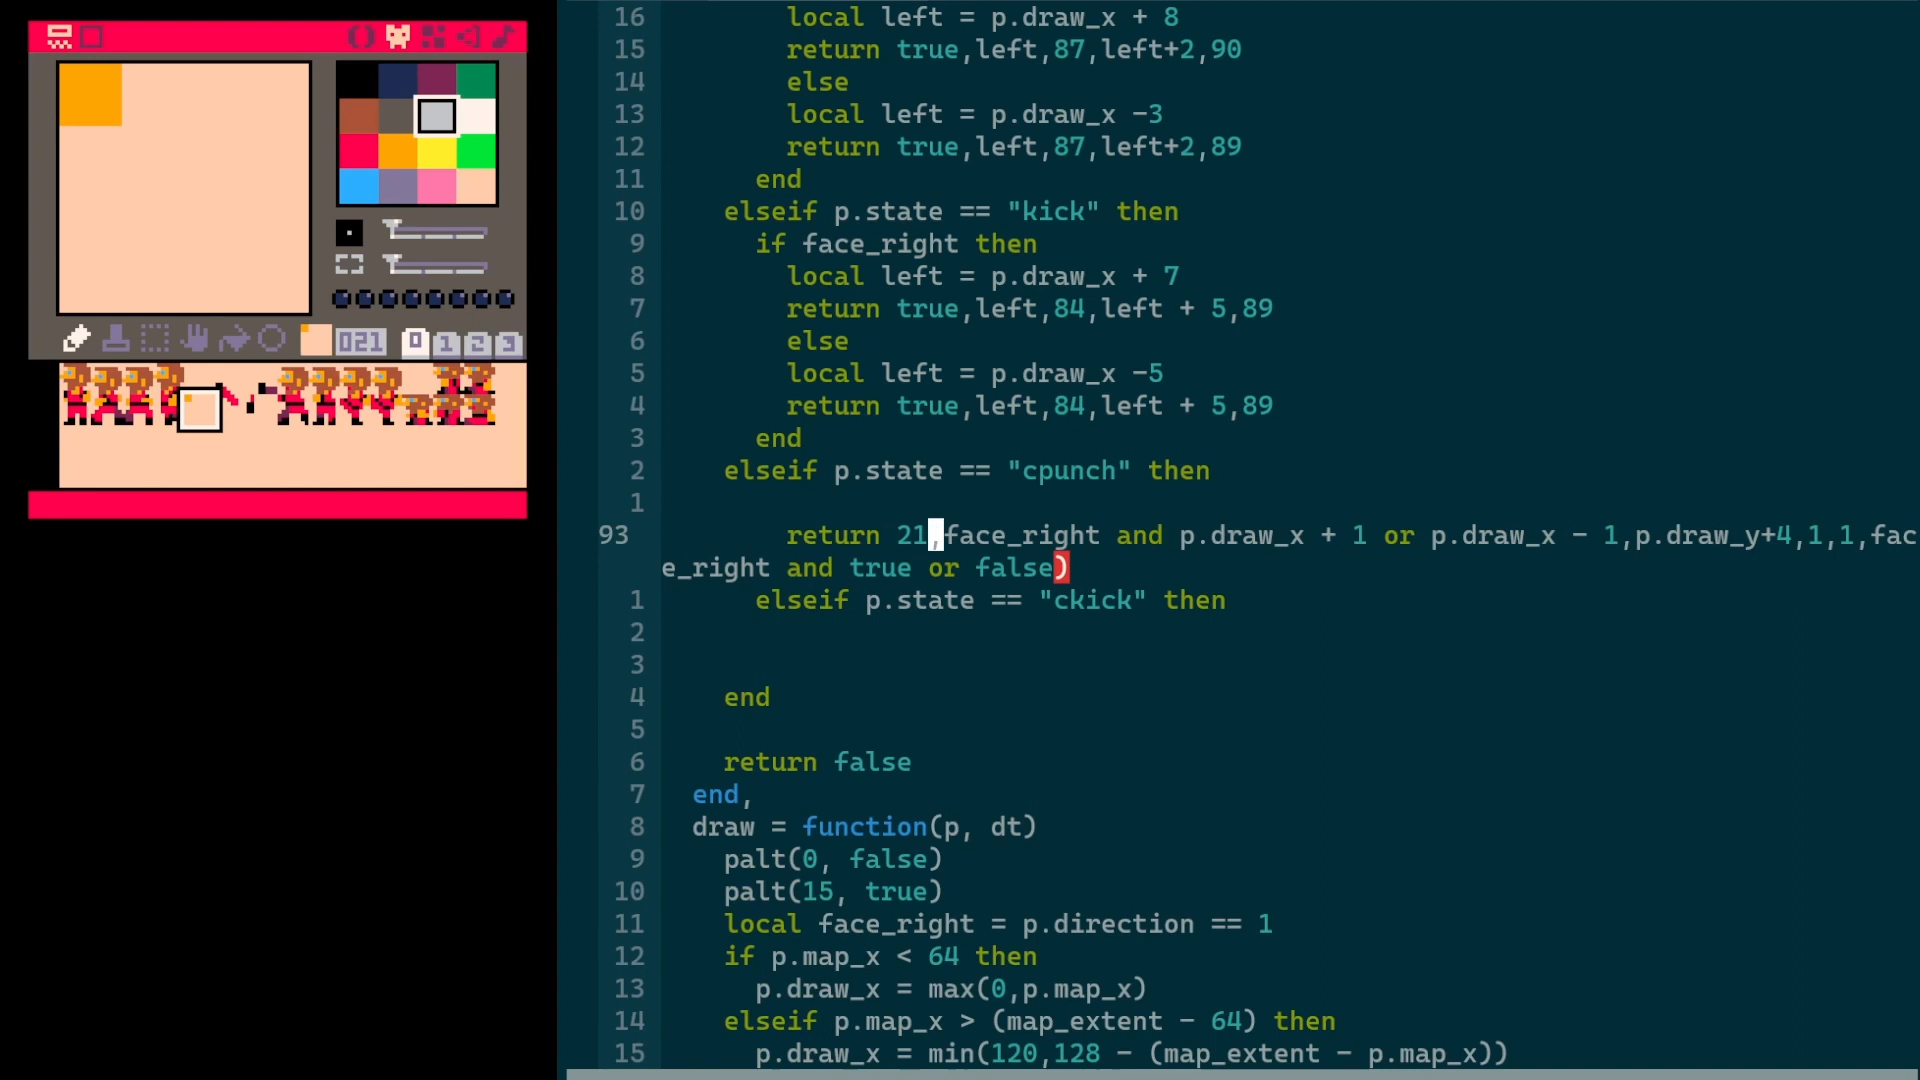 021 0 1 2 3
16 local left = p.draw_x + 8
15 return true,left,87,left+2,90
14 else
13 local left = p.draw_x -3
12 return true,left,87,left+2,89
11 end
10 elseif p.state == "kick" then
9 if face_right then
8 local left = p.draw_x + 7
7 return true,left,84,left + 5,89
6 else
5 local left = p.draw_x -5
4 return true,left,84,left + 5,89
3 end
2 elseif p.state == "cpunch" then
1
93 return 21,face_right and p.draw_x + 1 or p.draw_x - 1,p.draw_y+4,1,1,fac
e_right and true or false)
1 elseif p.state == "ckick" then
2
3
4 end
5
6 return false
7 end,
8 draw = function(p, dt)
9 palt(0, false)
10 palt(15, true)
11 local face_right = p.direction == 1
12 if p.map_x < 64 then
13 p.draw_x = max(0,p.map_x)
14 elseif p.map_x > (map_extent - 64) then
15 p.draw_x = min(120,128 - (map_extent - p.map_x))